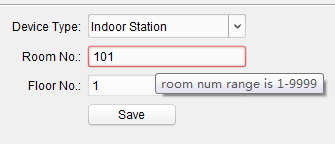 Device Type: Indoor Station
Room No.: 101
Floor No.: 1
room num range is 1-9999
Save